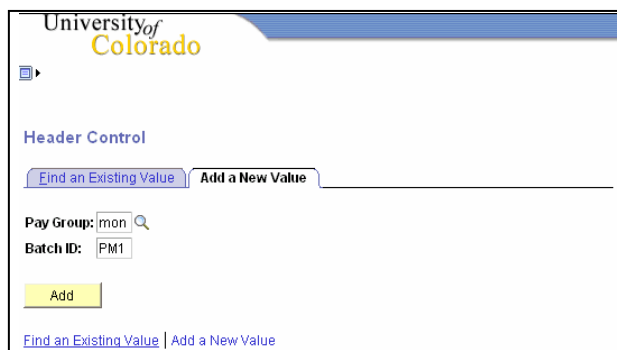 University of
Colorado
Header Control
Find an Existing Value Add a New Value
Pay Group: mon
Batch ID: PM1
Add
Find an Existing Value | Add a New Value